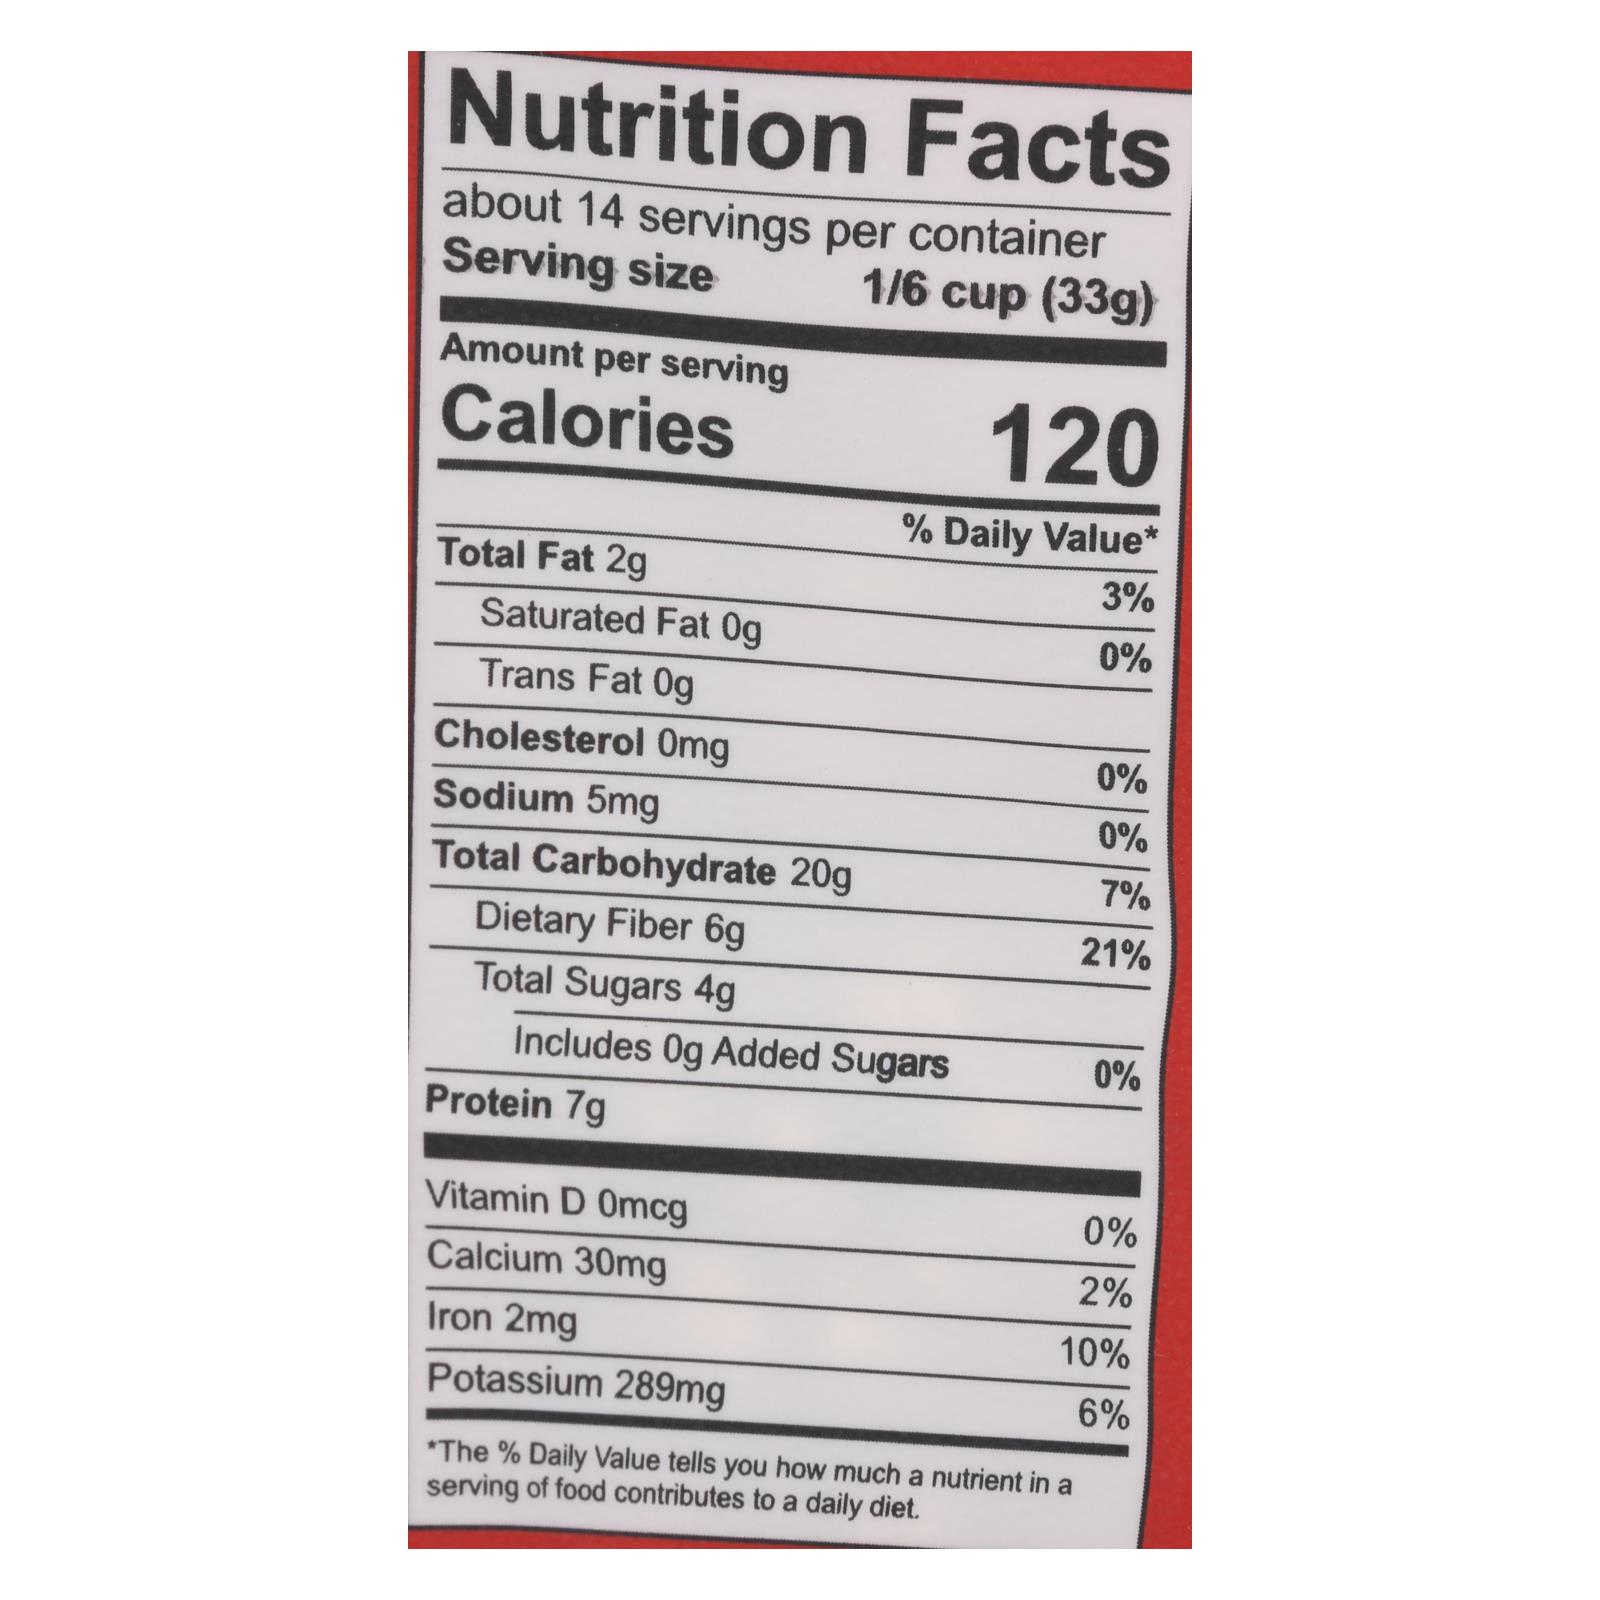 Nutrition Facts
about 14 servings per container
Serving size 1/6 cup (33g)
Amount per serving
Calories 120
% Daily Value*
Total Fat 2g 3%
Saturated Fat 0g 0%
Trans Fat 0g
Cholesterol 0mg 0%
Sodium 5mg 0%
Total Carbohydrate 20g 7%
Dietary Fiber 6g 21%
Total Sugars 4g
Includes 0g Added Sugars 0%
Protein 7g
Vitamin D 0mcg 0%
Calcium 30mg 2%
Iron 2mg 10%
Potassium 289mg 6%
*The % Daily Value tells you how much a nutrient in a
serving of food contributes to a daily diet.